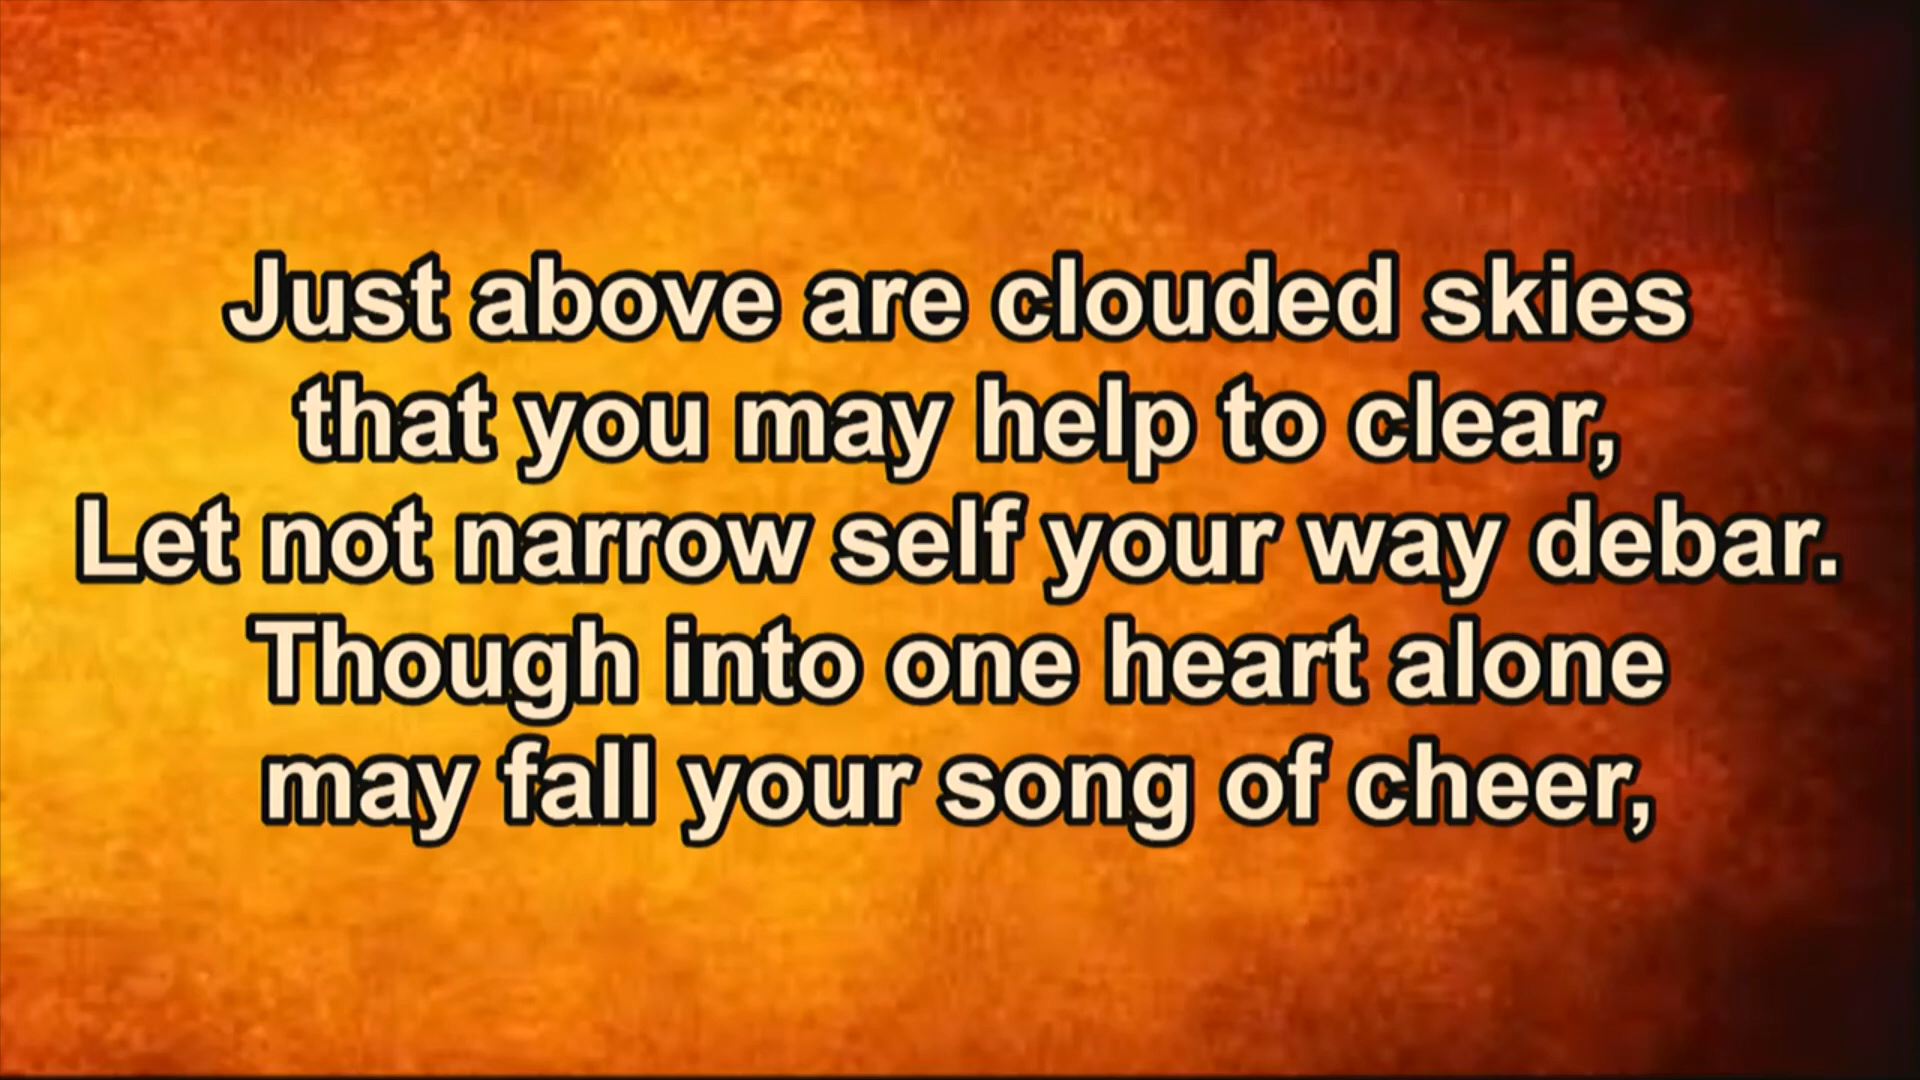 Just above are clouded skies
that you may help to clear,
Let not narrow self your way debar.
Though into one heart alone
may fall your song of cheer,